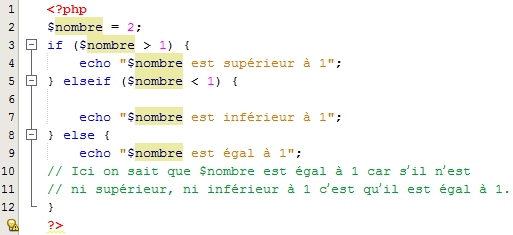 1 <?php
2 $nombre = 2;
3 if ($nombre > 1) {
4 echo "$nombre est supérieur à 1";
5 } elseif ($nombre < 1) {
6
7 echo "$nombre est inférieur à 1";
8 } else {
9 echo "$nombre est égal à 1";
10 // Ici on sait que $nombre est égal à 1 car s'il n'est
11 // ni supérieur, ni inférieur à 1 c'est qu'il est égal à 1.
12 }
?>